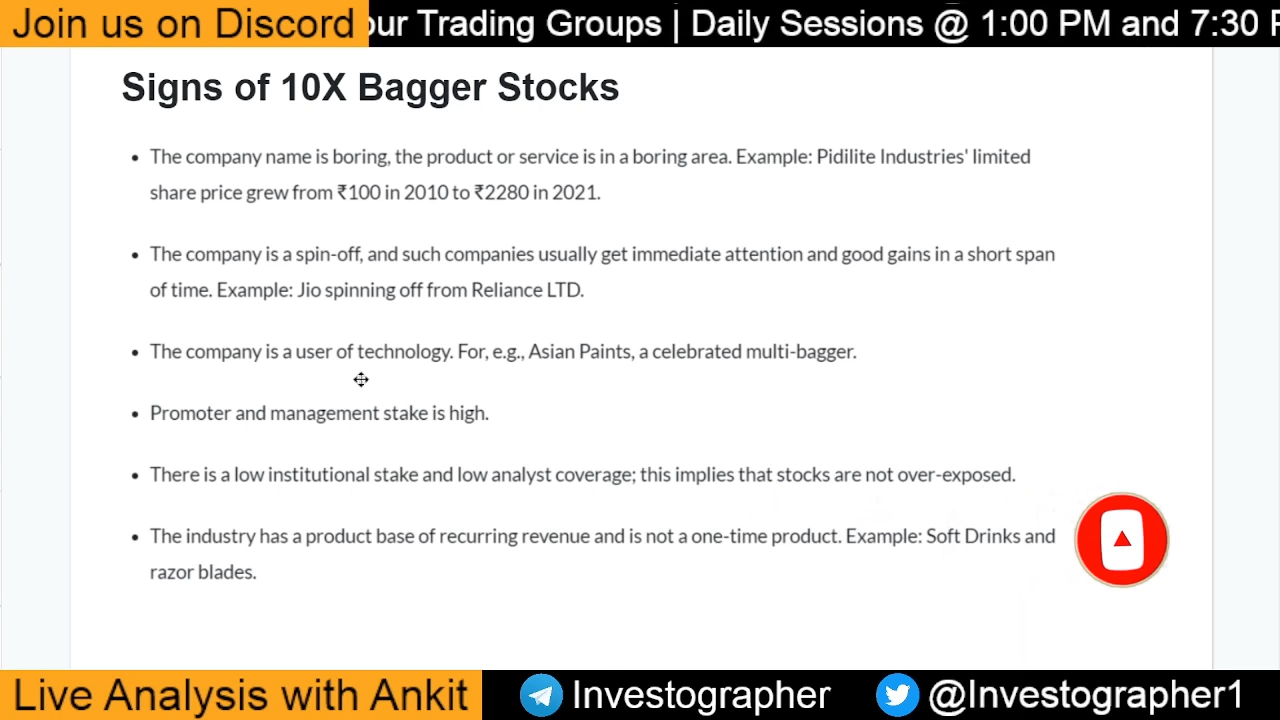 Join us on Discord
our Trading Groups | Daily Sessions @ 1:00 PM and 7:30
Signs of 10X Bagger Stocks
• The company name is boring, the product or service is in a boring area. Example: Pidilite Industries' limited
share price grew from ₹100 in 2010 to ₹2280 in 2021.
• The company is a spin-off, and such companies usually get immediate attention and good gains in a short span
of time. Example: Jio spinning off from Reliance LTD.
• The company is a user of technology. For, e.g., Asian Paints, a celebrated multi-bagger.
• Promoter and management stake is high.
• There is a low institutional stake and low analyst coverage; this implies that stocks are not over-exposed.
• The industry has a product base of recurring revenue and is not a one-time product. Example: Soft Drinks and
razor blades.
Live Analysis with Ankit
Investographer
@Investographer1